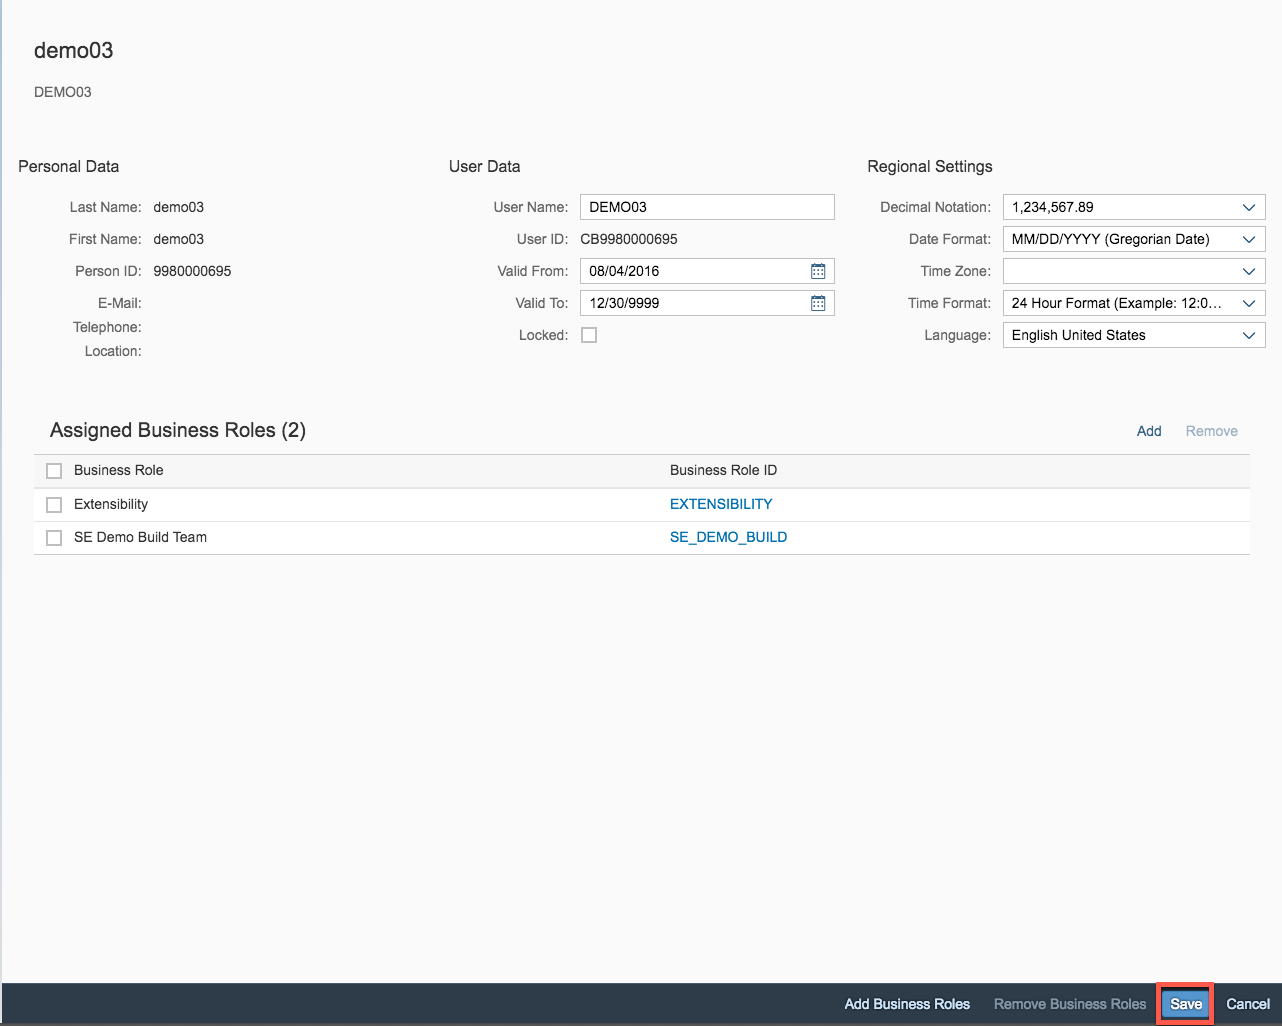 demo03
DEMO03
Personal Data
Last Name: demo03
First Name: demo03
Person ID: 9980000695
E-Mail:
Telephone:
Location:
User Data
User Name: DEMO03
User ID: CB9980000695
Valid From: 08/04/2016
Valid To: 12/30/9999
Locked:
Regional Settings
Decimal Notation: 1,234,567.89
Date Format: MM/DD/YYYY (Gregorian Date)
Time Zone:
Time Format: 24 Hour Format (Example: 12:0...
Language: English United States
Assigned Business Roles (2)
Add Remove
Business Role Business Role ID
Extensibility EXTENSIBILITY
SE Demo Build Team SE_DEMO_BUILD
Add Business Roles Remove Business Roles Save Cancel